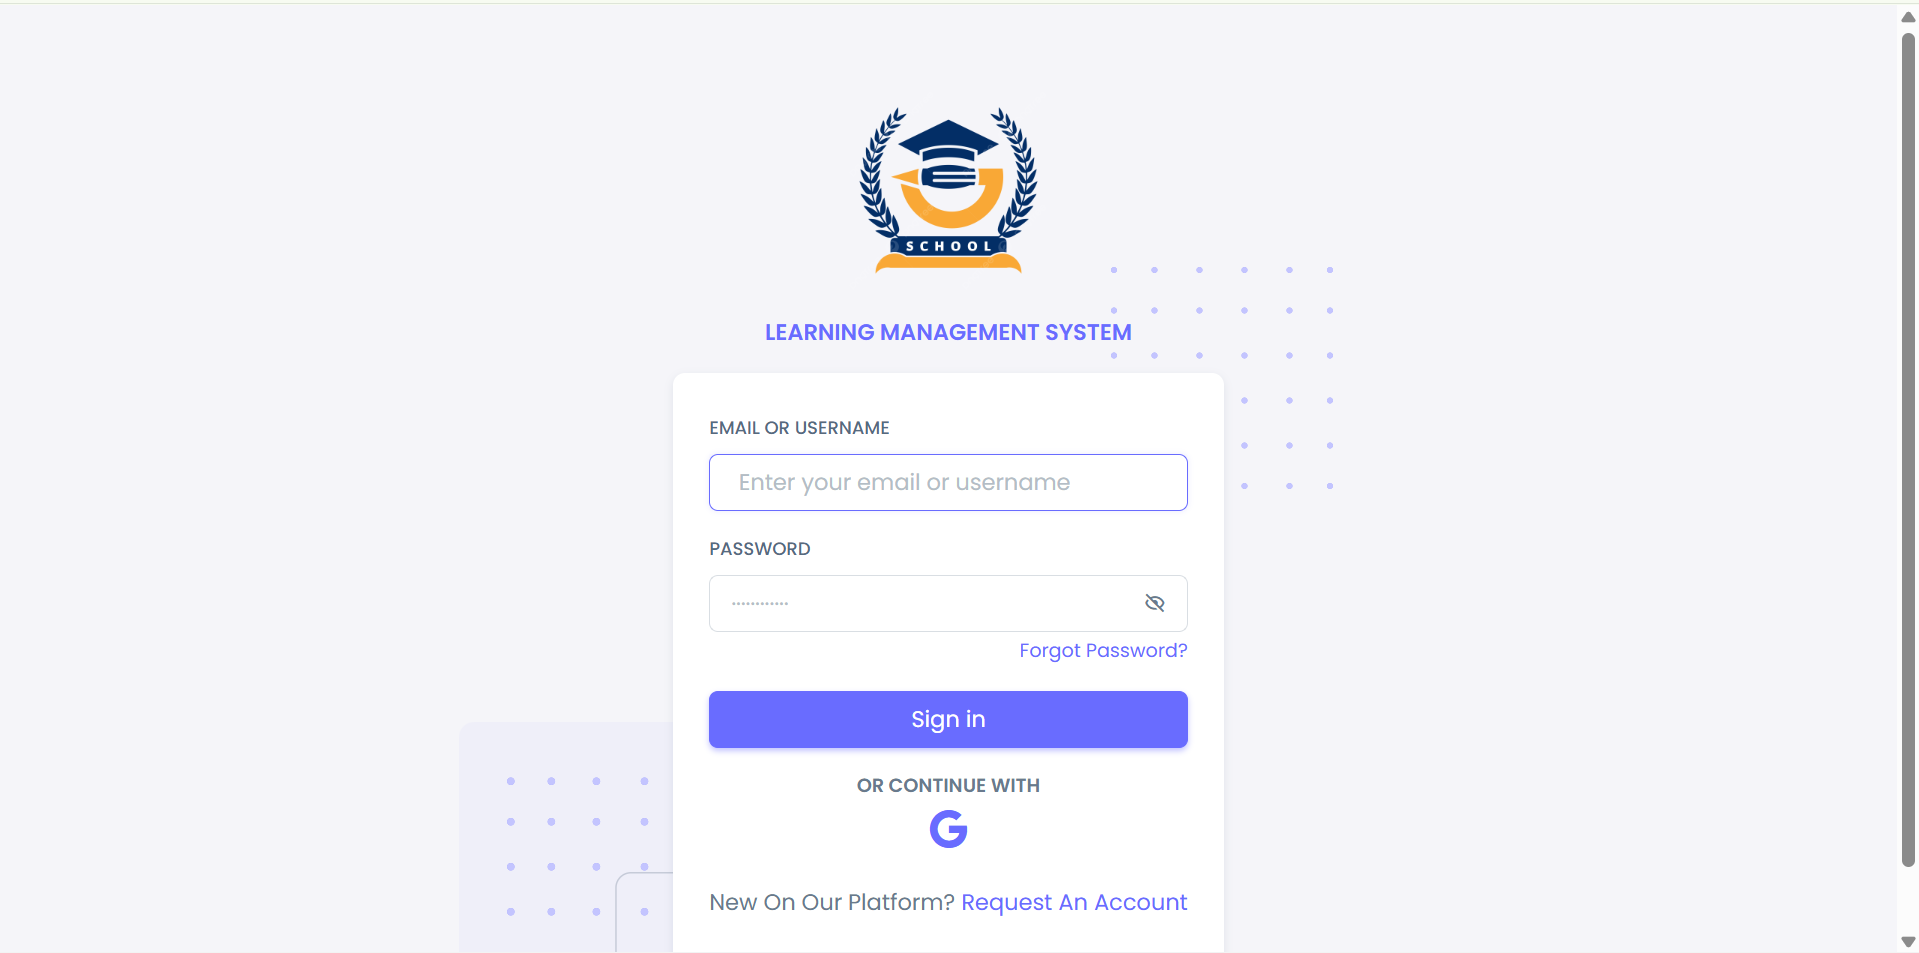 SCHOOL
LEARNING MANAGEMENT SYSTEM
EMAIL OR USERNAME
Enter your email or username
PASSWORD
············
Forgot Password?
Sign in
OR CONTINUE WITH
New On Our Platform? Request An Account